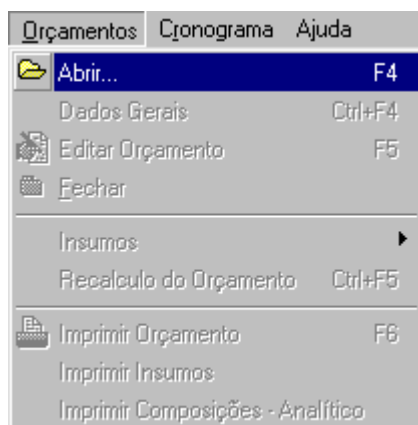 Orçamentos Cronograma Ajuda
Abrir... F4
Dados Gerais Ctrl+F4
Editar Orçamento F5
Fechar
Insumos
Recalculo do Orçamento Ctrl+F5
Imprimir Orçamento F6
Imprimir Insumos
Imprimir Composições - Analítico